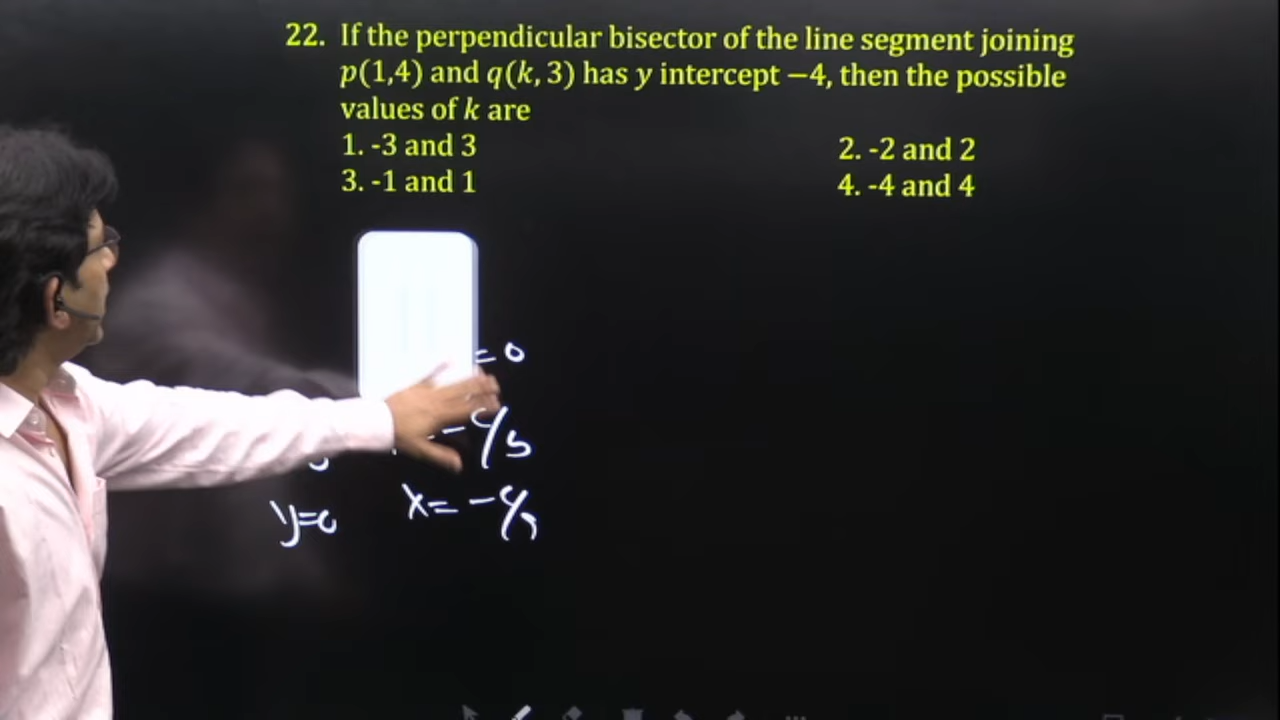 22. If the perpendicular bisector of the line segment joining
p(1,4) and q(k, 3) has y intercept −4, then the possible
values of k are
1. -3 and 3
2. -2 and 2
3. -1 and 1
4. -4 and 4
= 0
y=0 x=